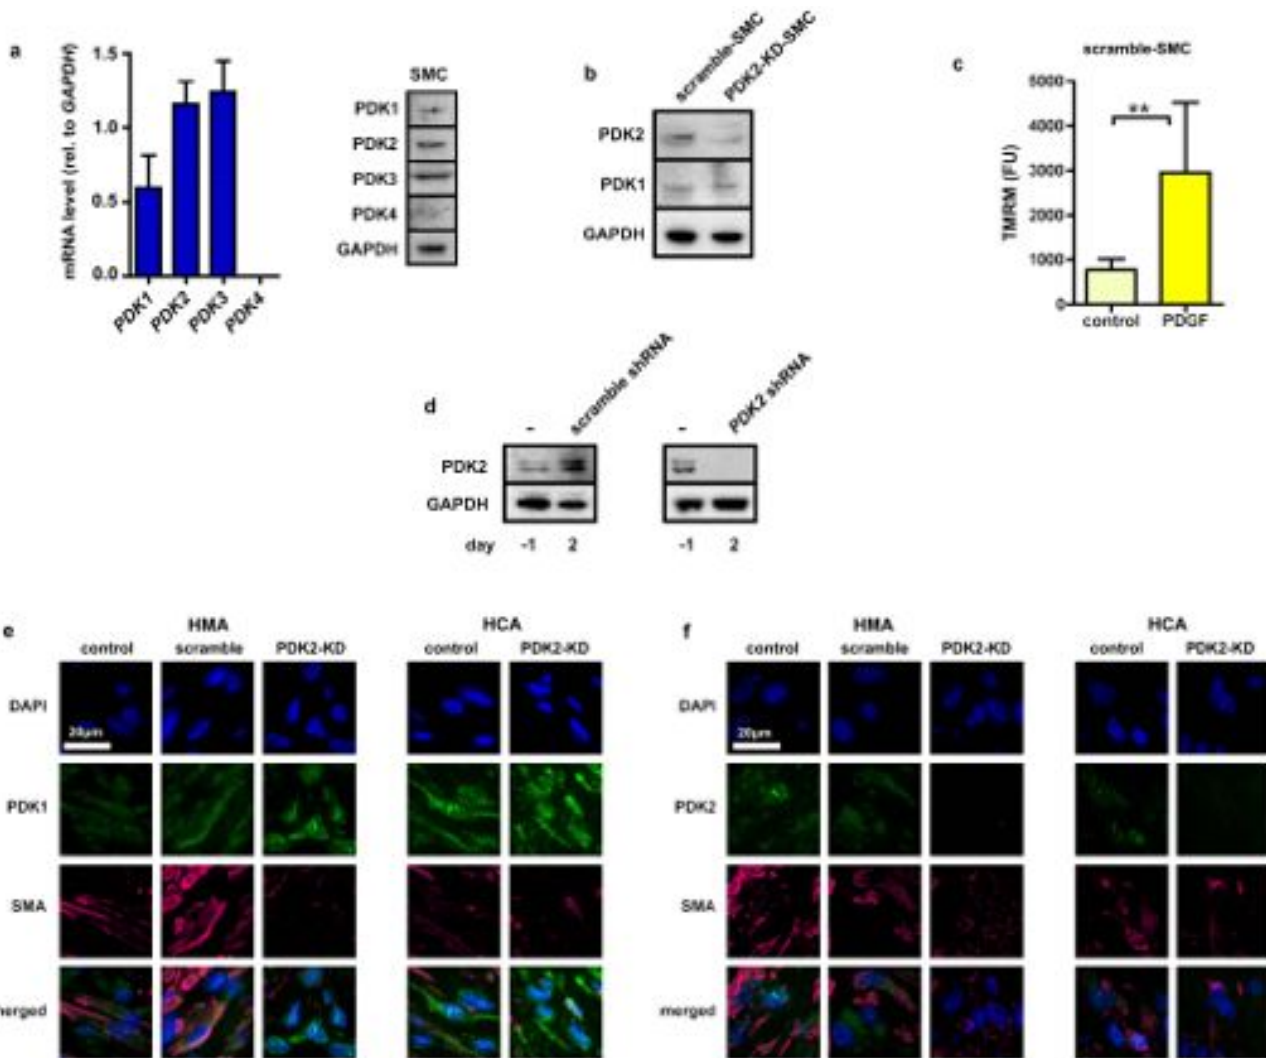 a
mRNA level (rel. to GAPDH)
1.5
1.0
0.5
0.0
PDK1
PDK2
PDK3
PDK4
SMC
PDK1
PDK2
PDK3
PDK4
GAPDH
b
scramble-SMC
PDK2-KD-SMC
PDK2
PDK1
GAPDH
c
scramble-SMC
TMRM (FU)
5000
4000
3000
2000
1000
0
**
control PDGF
d
- scramble shRNA
- PDK2 shRNA
PDK2
GAPDH
day -1 2 -1 2
e
HMA HCA
control scramble PDK2-KD control PDK2-KD
DAPI
20µm
PDK1
SMA
merged
f
HMA HCA
control scramble PDK2-KD control PDK2-KD
DAPI
20µm
PDK2
SMA
merged